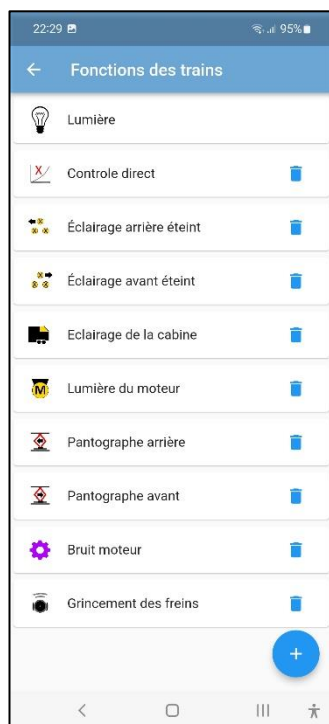 22:29 95%
Fonctions des trains
Lumière
X
Controle direct
Éclairage arrière éteint
Éclairage avant éteint
Eclairage de la cabine
M
Lumière du moteur
Pantographe arrière
Pantographe avant
Bruit moteur
Grincement des freins
+